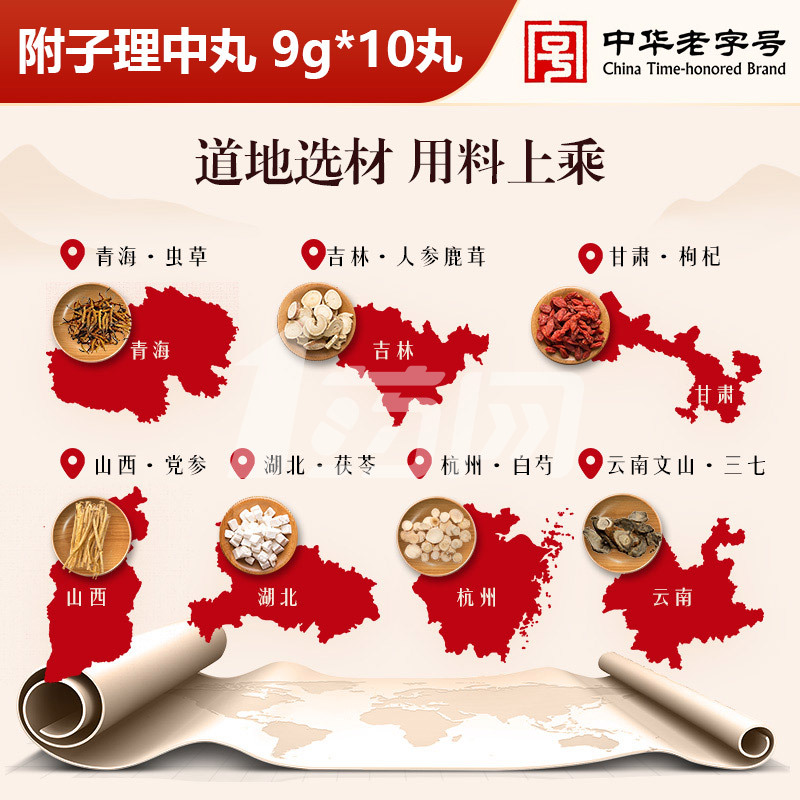 附子理中丸 9g*10丸
中华老字号
China Time-honored Brand
道地选材 用料上乘
青海·虫草
吉林·人参鹿茸
甘肃·枸杞
青海
吉林
甘肃
山西·党参
湖北·茯苓
杭州·白芍
云南文山·三七
山西
湖北
杭州
云南
1药网